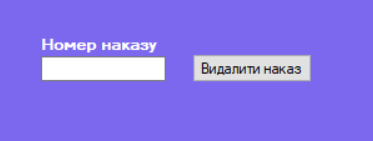 Номер наказу
Видалити наказ